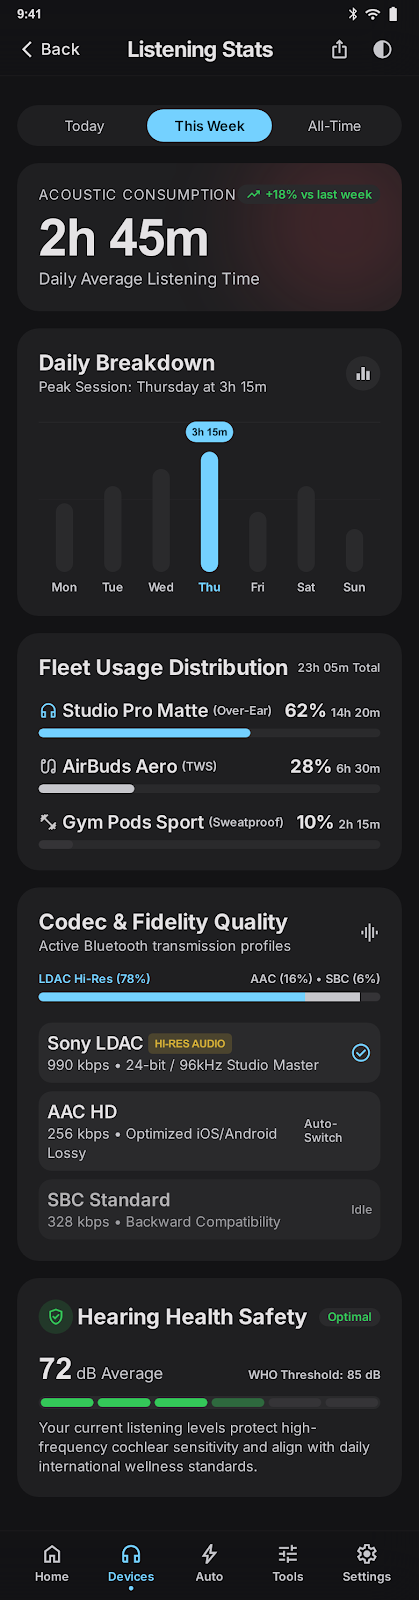 9:41
Back
Listening Stats
Today
This Week
All-Time
ACOUSTIC CONSUMPTION
+18% vs last week
2h 45m
Daily Average Listening Time
Daily Breakdown
Peak Session: Thursday at 3h 15m
3h 15m
Mon Tue Wed Thu Fri Sat Sun
Fleet Usage Distribution 23h 05m Total
Studio Pro Matte (Over-Ear) 62% 14h 20m
AirBuds Aero (TWS) 28% 6h 30m
Gym Pods Sport (Sweatproof) 10% 2h 15m
Codec & Fidelity Quality
Active Bluetooth transmission profiles
LDAC Hi-Res (78%) AAC (16%) • SBC (6%)
Sony LDAC HI-RES AUDIO
990 kbps • 24-bit / 96kHz Studio Master
AAC HD
256 kbps • Optimized iOS/Android
Lossy
Auto-
Switch
SBC Standard
328 kbps • Backward Compatibility
Idle
Hearing Health Safety Optimal
72 dB Average WHO Threshold: 85 dB
Your current listening levels protect high-
frequency cochlear sensitivity and align with daily
international wellness standards.
Home Devices Auto Tools Settings